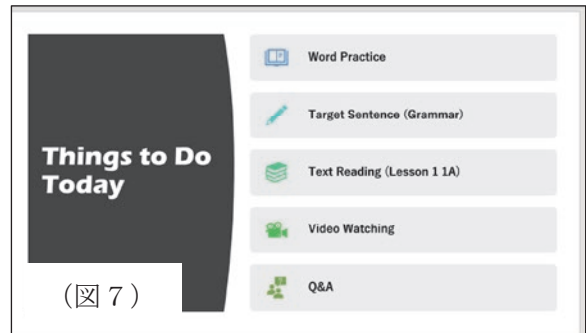 Things to Do
Today
Word Practice
Target Sentence (Grammar)
Text Reading (Lesson 1 1A)
Video Watching
Q&A
(図７)